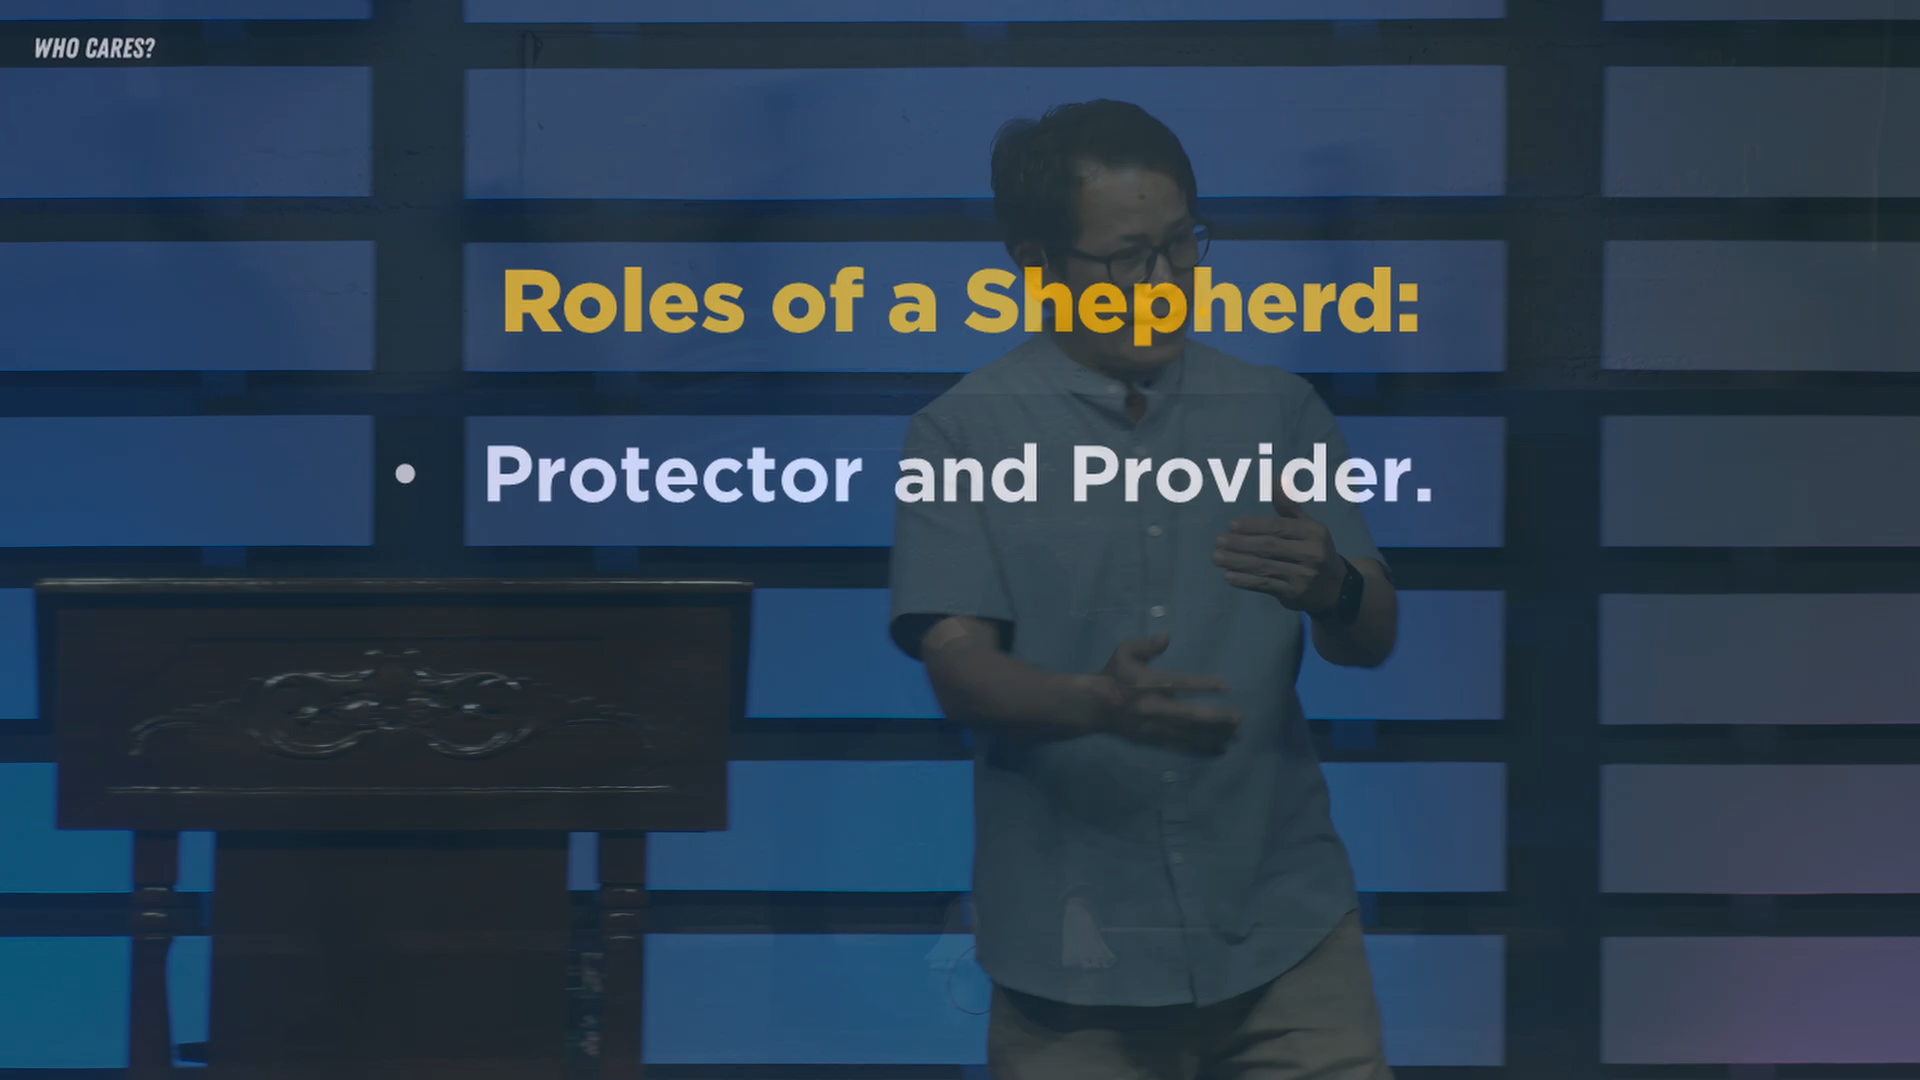 WHO CARES?
Roles of a Shepherd:
• Protector and Provider.